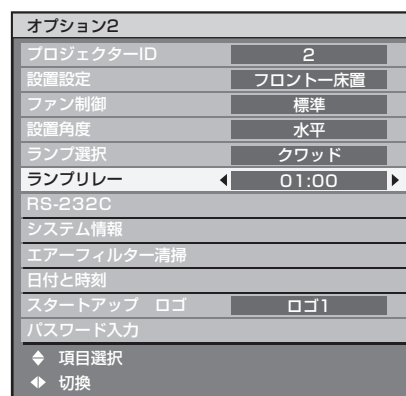 オプション2
プロジェクターID 2
設置設定 フロント一床置
ファン制御 標準
設置角度 水平
ランプ選択 クワッド
ランプリレー 01:00
RS-232C
システム情報
エアーフィルター清掃
日付と時刻
スタートアップ ロゴ ロゴ1
パスワード入力
項目選択
切換